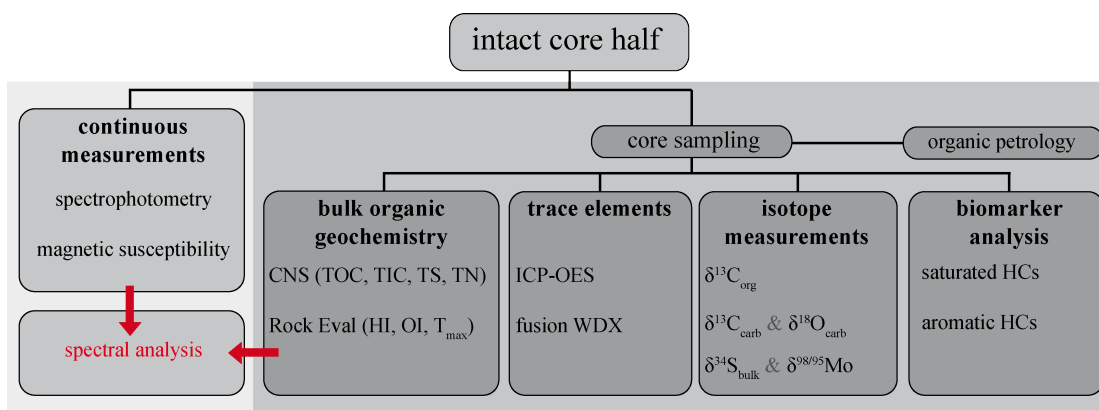 intact core half
continuous
measurements
spectrophotometry
magnetic susceptibility
spectral analysis
core sampling
organic petrology
bulk organic
geochemistry
CNS (TOC, TIC, TS, TN)
Rock Eval (HI, OI, Tmax)
trace elements
ICP-OES
fusion WDX
isotope
measurements
δ¹³Corg
δ¹³Ccarb & δ¹⁸Ocarb
δ³⁴Sbulk & δ⁹⁸/⁹⁵Mo
biomarker
analysis
saturated HCs
aromatic HCs